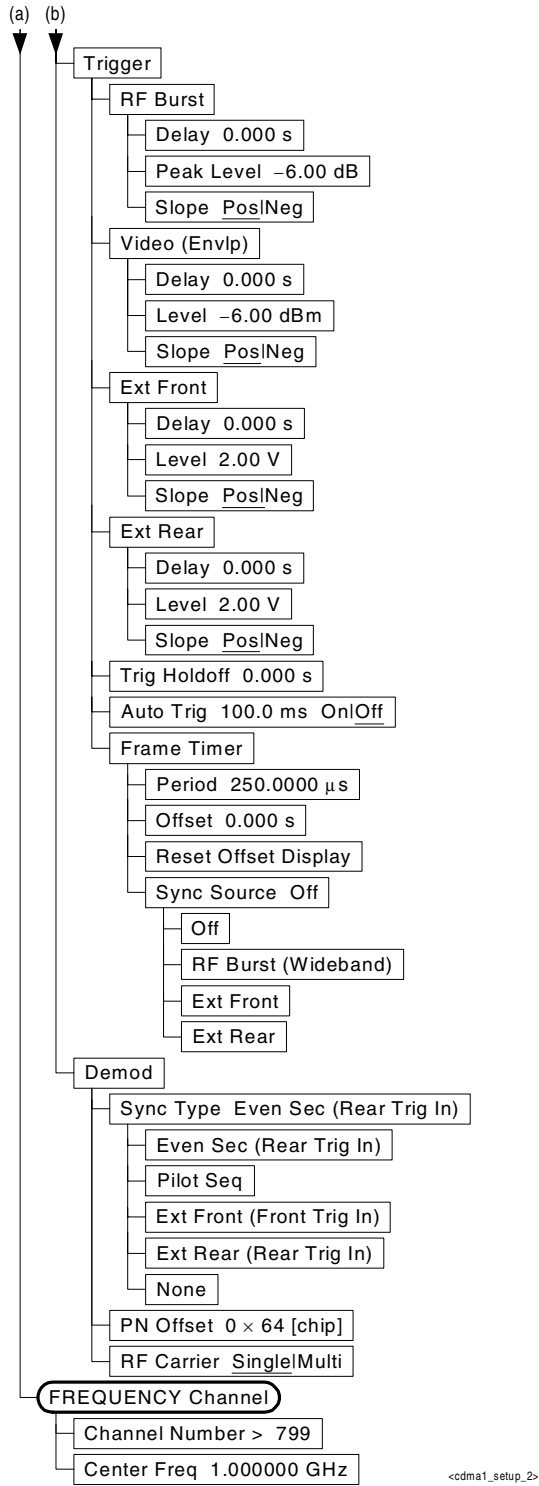 (a) (b)
Trigger
RF Burst
Delay 0.000 s
Peak Level −6.00 dB
Slope Pos|Neg
Video (Envlp)
Delay 0.000 s
Level −6.00 dBm
Slope Pos|Neg
Ext Front
Delay 0.000 s
Level 2.00 V
Slope Pos|Neg
Ext Rear
Delay 0.000 s
Level 2.00 V
Slope Pos|Neg
Trig Holdoff 0.000 s
Auto Trig 100.0 ms On|Off
Frame Timer
Period 250.0000 μs
Offset 0.000 s
Reset Offset Display
Sync Source Off
Off
RF Burst (Wideband)
Ext Front
Ext Rear
Demod
Sync Type Even Sec (Rear Trig In)
Even Sec (Rear Trig In)
Pilot Seq
Ext Front (Front Trig In)
Ext Rear (Rear Trig In)
None
PN Offset 0 × 64 [chip]
RF Carrier Single|Multi
FREQUENCY Channel
Channel Number > 799
Center Freq 1.000000 GHz
<cdma1_setup_2>